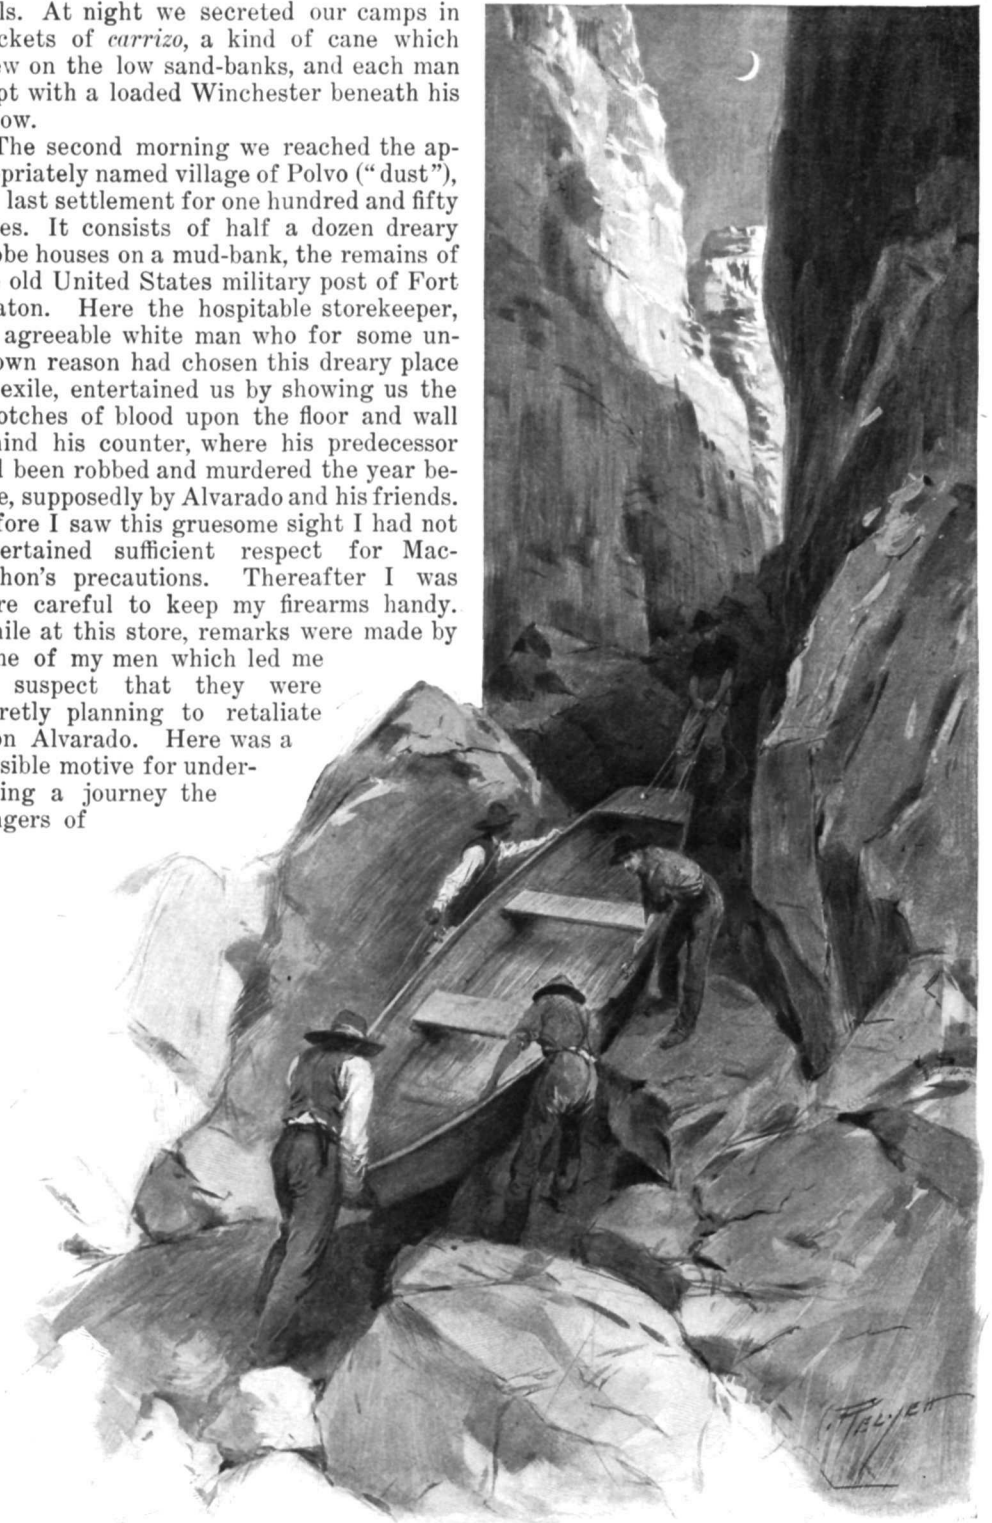 ls. At night we secreted our camps in
ckets of carrizo, a kind of cane which
w on the low sand-banks, and each man
pt with a loaded Winchester beneath his
ow.
The second morning we reached the ap-
priately named village of Polvo (“dust”),
last settlement for one hundred and fifty
es. It consists of half a dozen dreary
be houses on a mud-bank, the remains of
old United States military post of Fort
aton. Here the hospitable storekeeper,
agreeable white man who for some un-
own reason had chosen this dreary place
exile, entertained us by showing us the
otches of blood upon the floor and wall
hind his counter, where his predecessor
d been robbed and murdered the year be-
e, supposedly by Alvarado and his friends.
fore I saw this gruesome sight I had not
ertained sufficient respect for Mac-
hon’s precautions. Thereafter I was
re careful to keep my firearms handy.
hile at this store, remarks were made by
ne of my men which led me
suspect that they were
retly planning to retaliate
on Alvarado. Here was a
sible motive for under-
ing a journey the
gers of